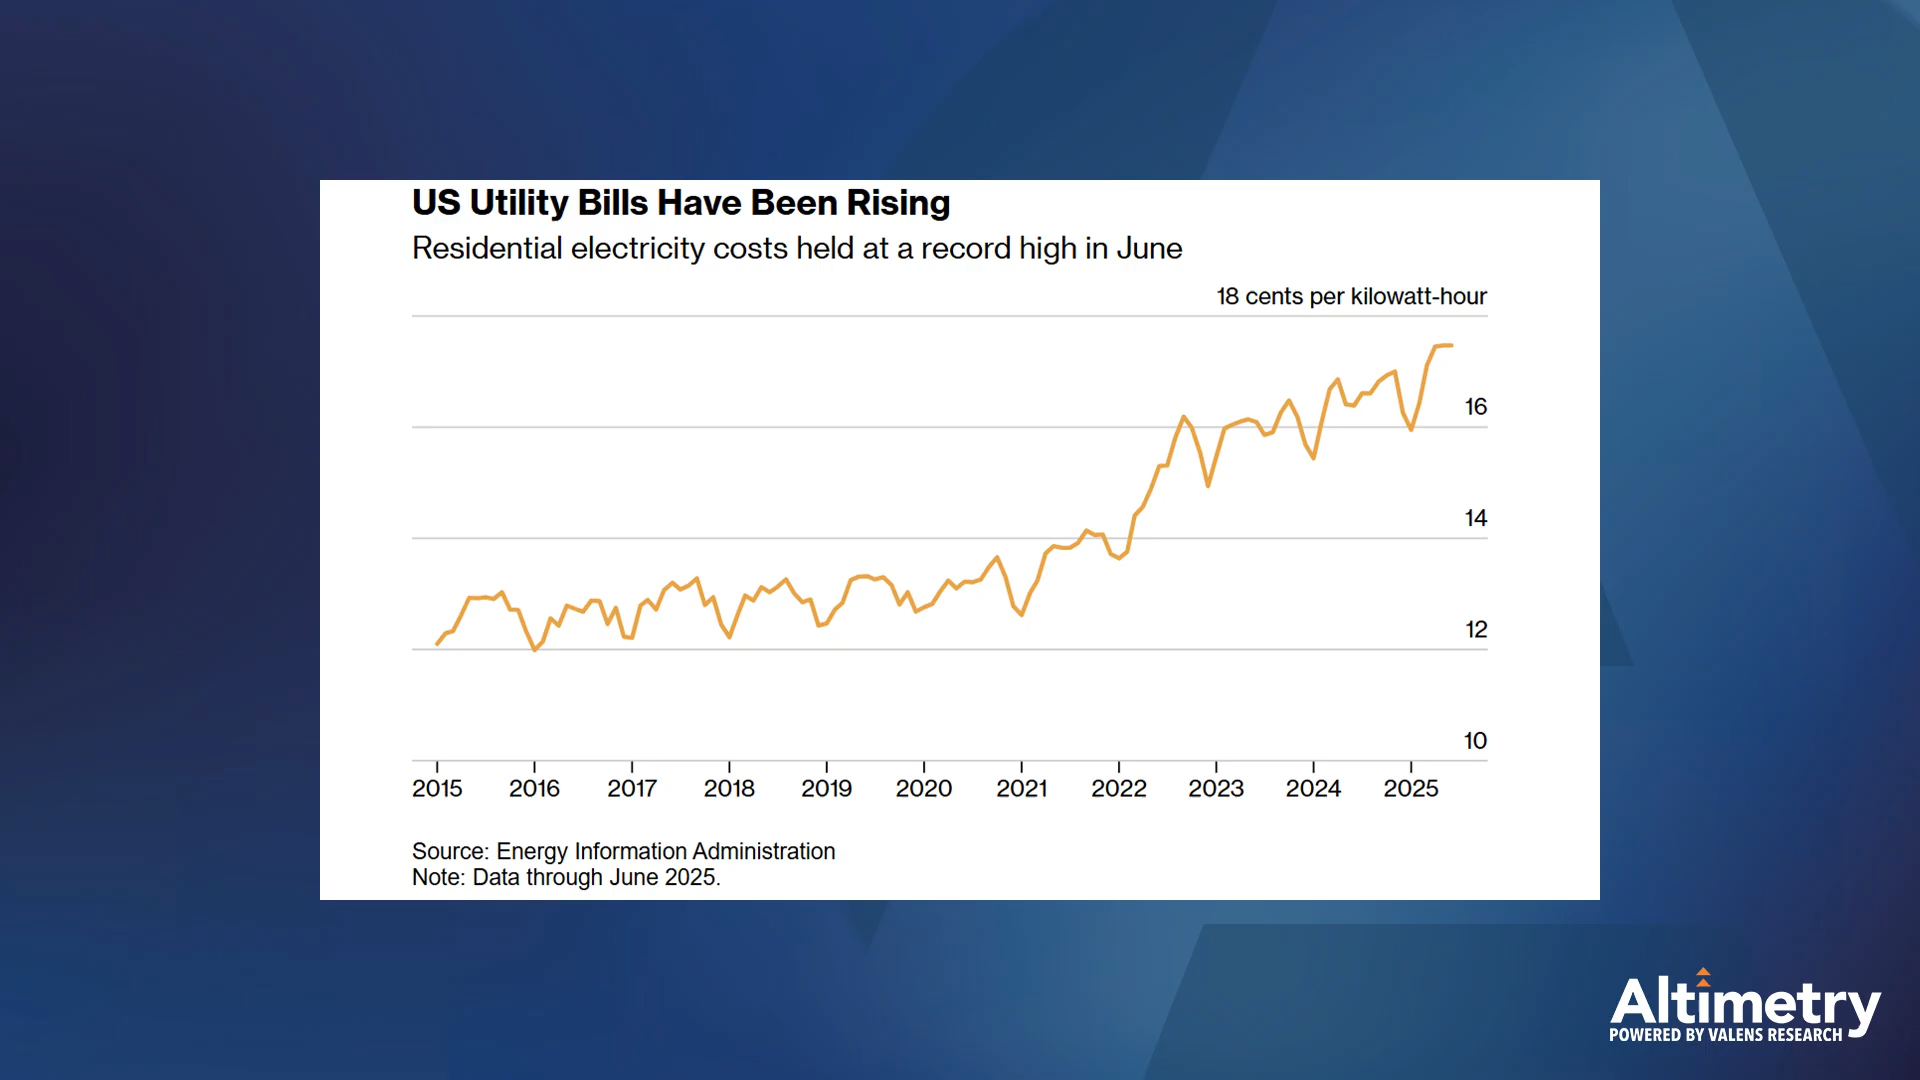 US Utility Bills Have Been Rising
Residential electricity costs held at a record high in June
18 cents per kilowatt-hour
16
14
12
10
2015 2016 2017 2018 2019 2020 2021 2022 2023 2024 2025
Source: Energy Information Administration
Note: Data through June 2025.
Altimetry
POWERED BY VALENS RESEARCH